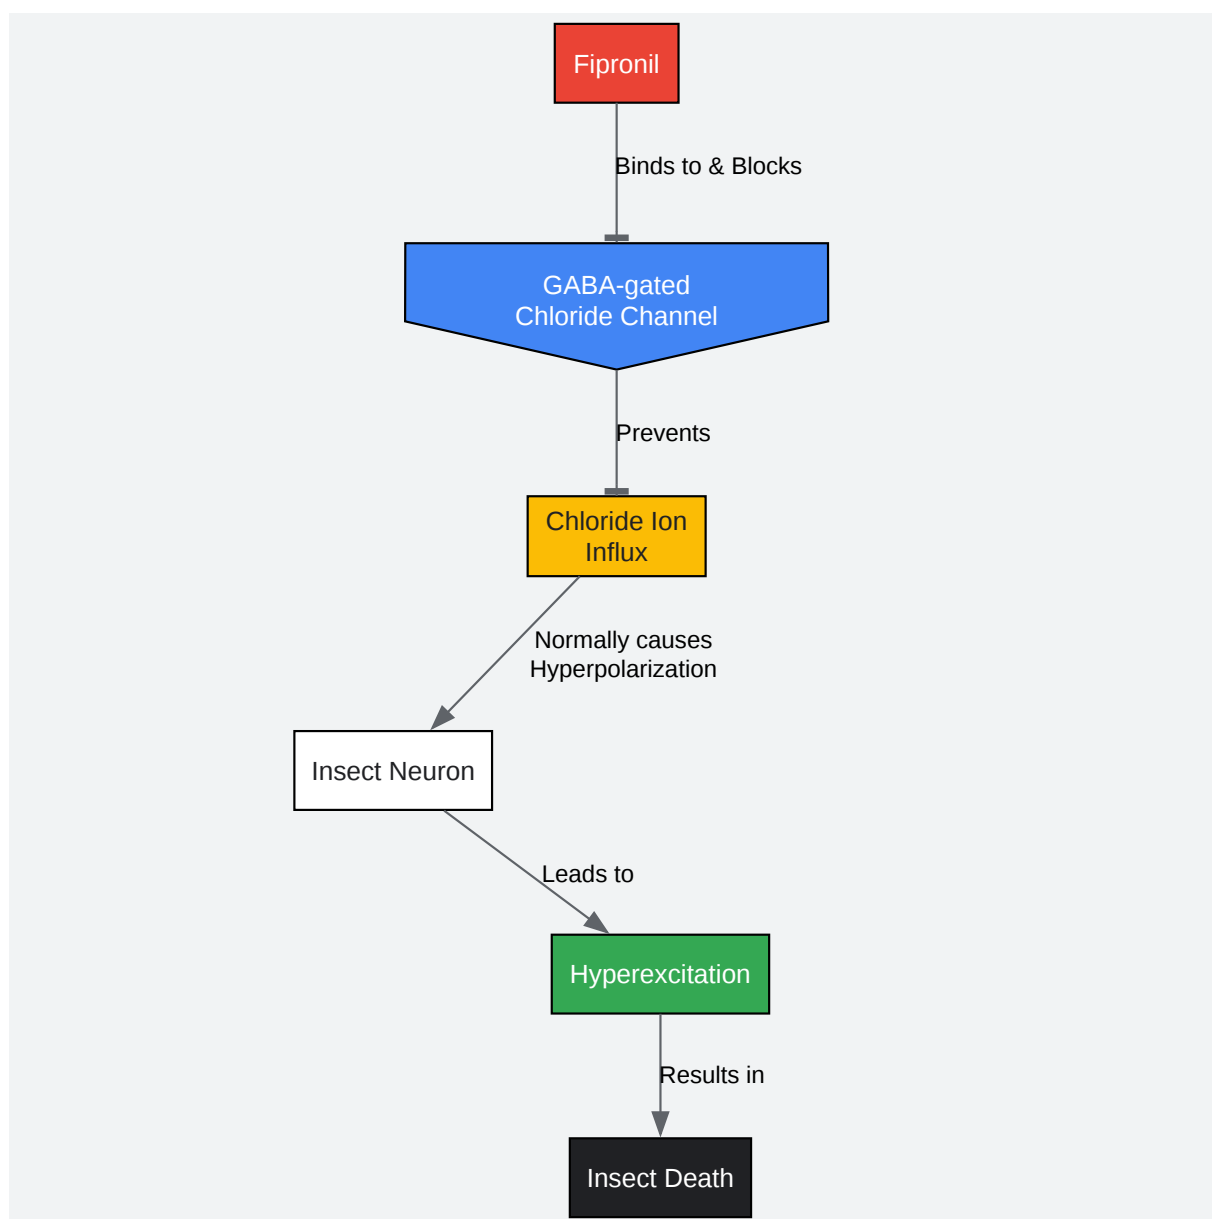 Fipronil
Binds to & Blocks
GABA-gated
Chloride Channel
Prevents
Chloride Ion
Influx
Normally causes
Hyperpolarization
Insect Neuron
Leads to
Hyperexcitation
Results in
Insect Death